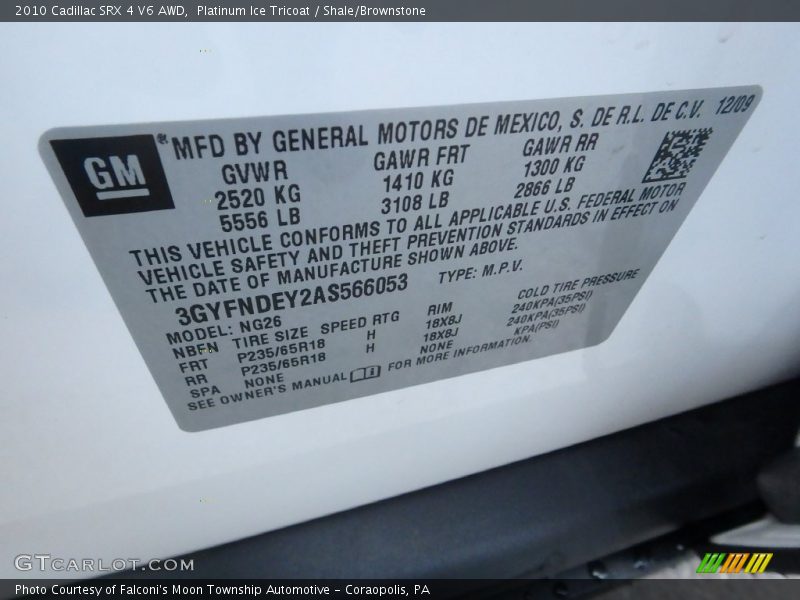 2010 Cadillac SRX 4 V6 AWD, Platinum Ice Tricoat / Shale/Brownstone
GM® MFD BY GENERAL MOTORS DE MEXICO, S. DE R.L. DE C.V. 12/09
GVWR GAWR FRT GAWR RR
2520 KG 1410 KG 1300 KG
5556 LB 3108 LB 2866 LB
THIS VEHICLE CONFORMS TO ALL APPLICABLE U.S. FEDERAL MOTOR
VEHICLE SAFETY AND THEFT PREVENTION STANDARDS IN EFFECT ON
THE DATE OF MANUFACTURE SHOWN ABOVE.
3GYFNDEY2AS566053 TYPE: M.P.V.
MODEL: NG26
NBEN TIRE SIZE SPEED RTG RIM COLD TIRE PRESSURE
FRT P235/65R18 H 18X8J 240KPA(35PSI)
RR P235/65R18 H 18X8J 240KPA(35PSI)
SPA NONE NONE KPA(PSI)
SEE OWNER'S MANUAL FOR MORE INFORMATION.
GTCARLOT.COM
Photo Courtesy of Falconi's Moon Township Automotive - Coraopolis, PA